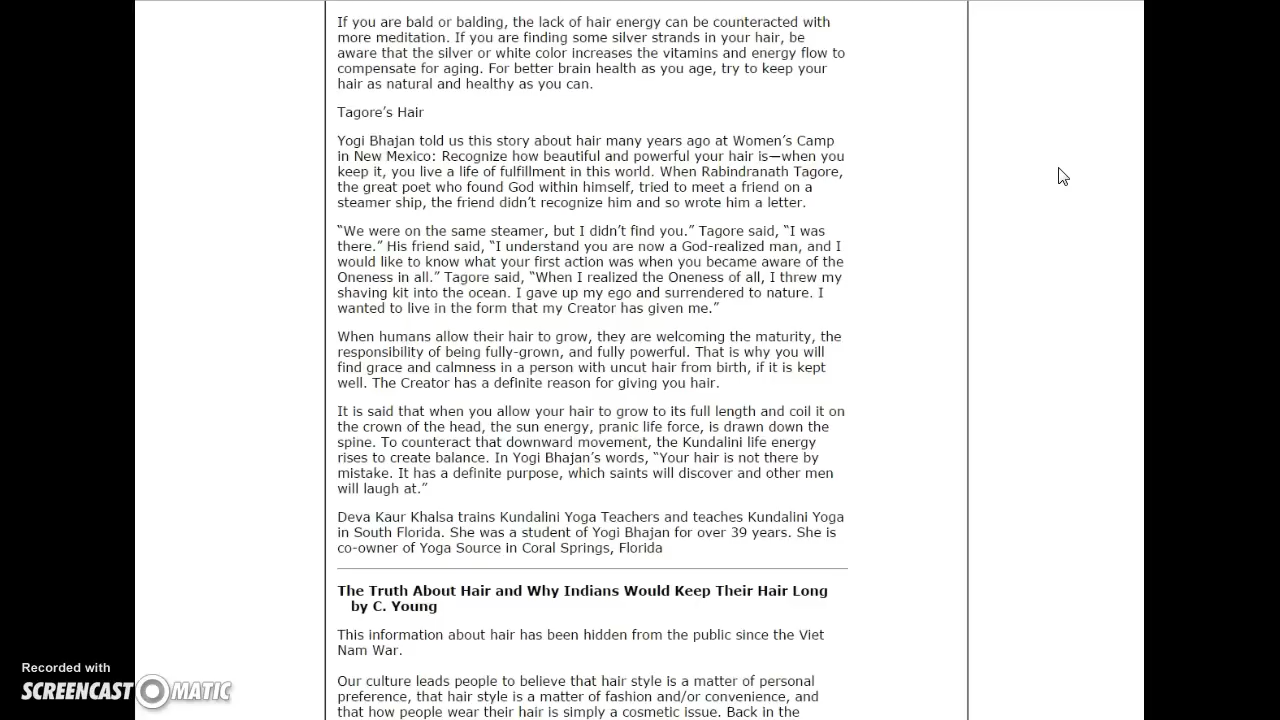 If you are bald or balding, the lack of hair energy can be counteracted with
more meditation. If you are finding some silver strands in your hair, be
aware that the silver or white color increases the vitamins and energy flow to
compensate for aging. For better brain health as you age, try to keep your
hair as natural and healthy as you can.
Tagore’s Hair
Yogi Bhajan told us this story about hair many years ago at Women’s Camp
in New Mexico: Recognize how beautiful and powerful your hair is—when you
keep it, you live a life of fulfillment in this world. When Rabindranath Tagore,
the great poet who found God within himself, tried to meet a friend on a
steamer ship, the friend didn’t recognize him and so wrote him a letter.
“We were on the same steamer, but I didn’t find you.” Tagore said, “I was
there.” His friend said, “I understand you are now a God-realized man, and I
would like to know what your first action was when you became aware of the
Oneness in all.” Tagore said, “When I realized the Oneness of all, I threw my
shaving kit into the ocean. I gave up my ego and surrendered to nature. I
wanted to live in the form that my Creator has given me.”
When humans allow their hair to grow, they are welcoming the maturity, the
responsibility of being fully-grown, and fully powerful. That is why you will
find grace and calmness in a person with uncut hair from birth, if it is kept
well. The Creator has a definite reason for giving you hair.
It is said that when you allow your hair to grow to its full length and coil it on
the crown of the head, the sun energy, pranic life force, is drawn down the
spine. To counteract that downward movement, the Kundalini life energy
rises to create balance. In Yogi Bhajan’s words, “Your hair is not there by
mistake. It has a definite purpose, which saints will discover and other men
will laugh at.”
Deva Kaur Khalsa trains Kundalini Yoga Teachers and teaches Kundalini Yoga
in South Florida. She was a student of Yogi Bhajan for over 39 years. She is
co-owner of Yoga Source in Coral Springs, Florida
The Truth About Hair and Why Indians Would Keep Their Hair Long
by C. Young
This information about hair has been hidden from the public since the Viet
Nam War.
Our culture leads people to believe that hair style is a matter of personal
preference, that hair style is a matter of fashion and/or convenience, and
that how people wear their hair is simply a cosmetic issue. Back in the
Recorded with
SCREENCAST MATIC